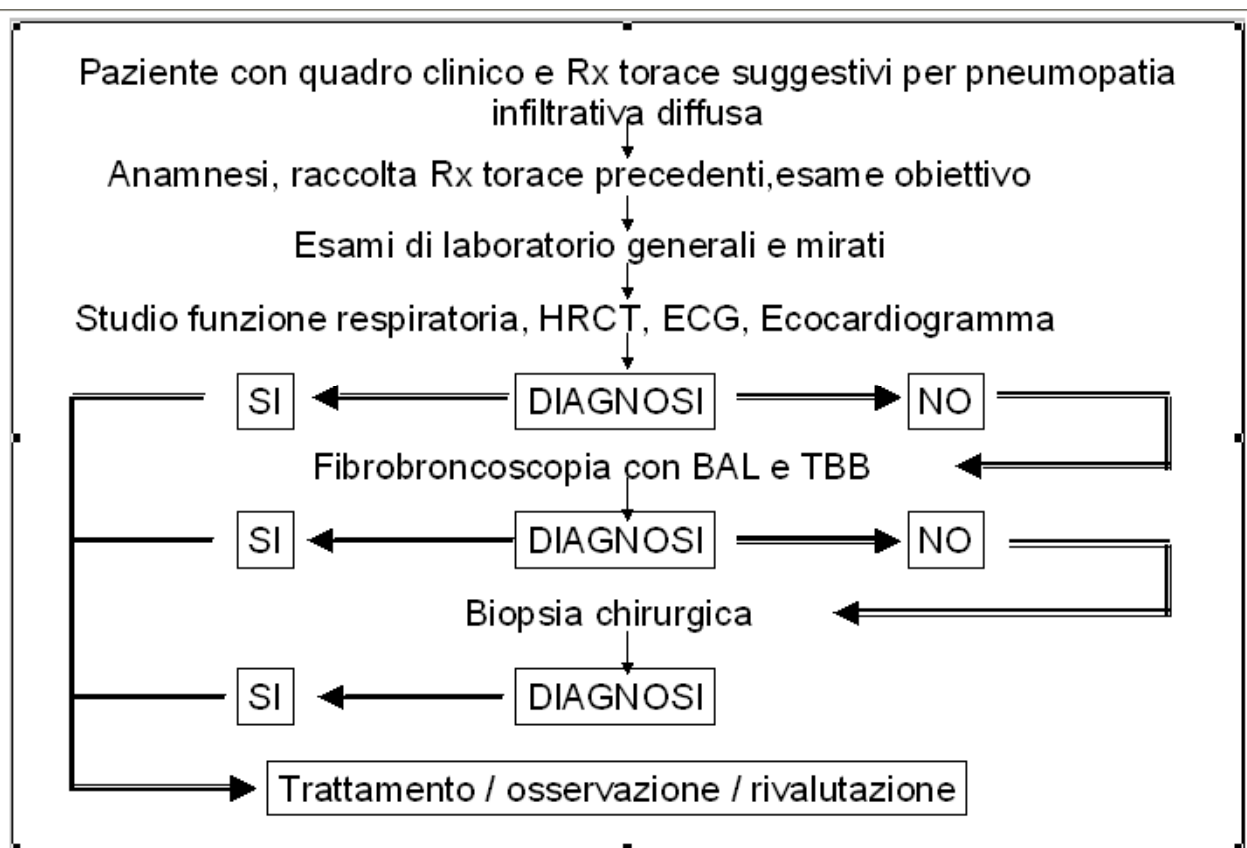 Paziente con quadro clinico e Rx torace suggestivi per pneumopatia
infiltrativa diffusa
Anamnesi, raccolta Rx torace precedenti,esame obiettivo
Esami di laboratorio generali e mirati
Studio funzione respiratoria, HRCT, ECG, Ecocardiogramma
SI DIAGNOSI NO
Fibrobroncoscopia con BAL e TBB
SI DIAGNOSI NO
Biopsia chirurgica
SI DIAGNOSI
Trattamento / osservazione / rivalutazione